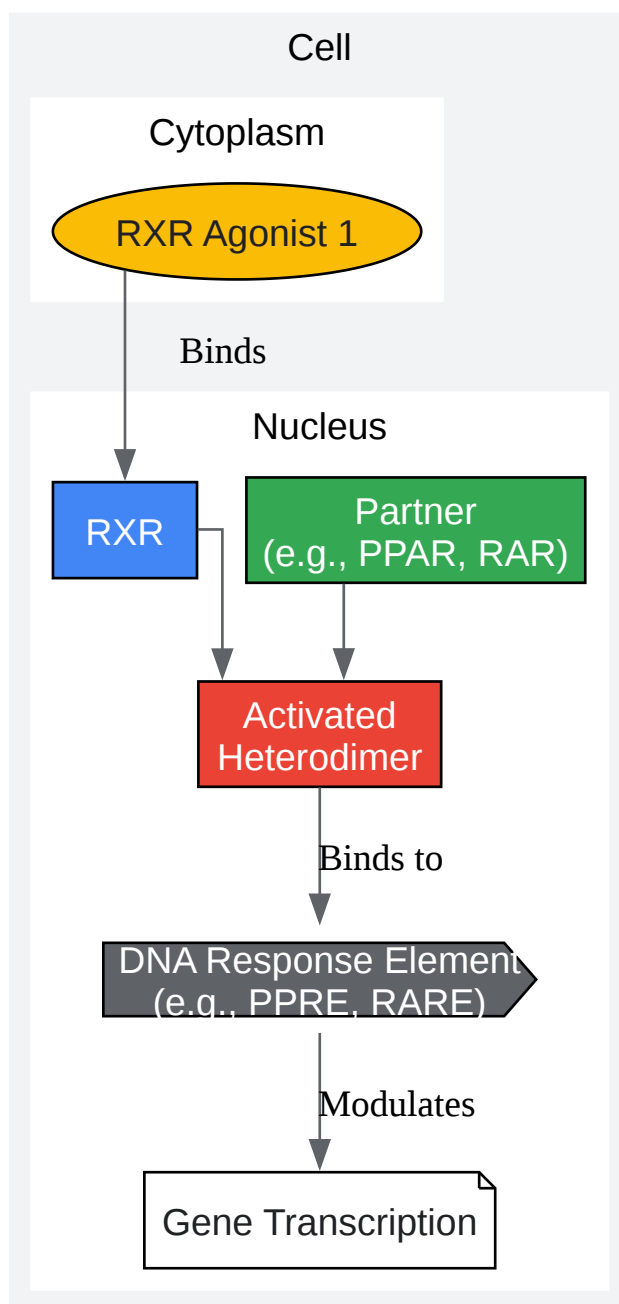 Cell
Cytoplasm
RXR Agonist 1
Binds
Nucleus
RXR
Partner
(e.g., PPAR, RAR)
Activated
Heterodimer
Binds to
DNA Response Element
(e.g., PPRE, RARE)
Modulates
Gene Transcription